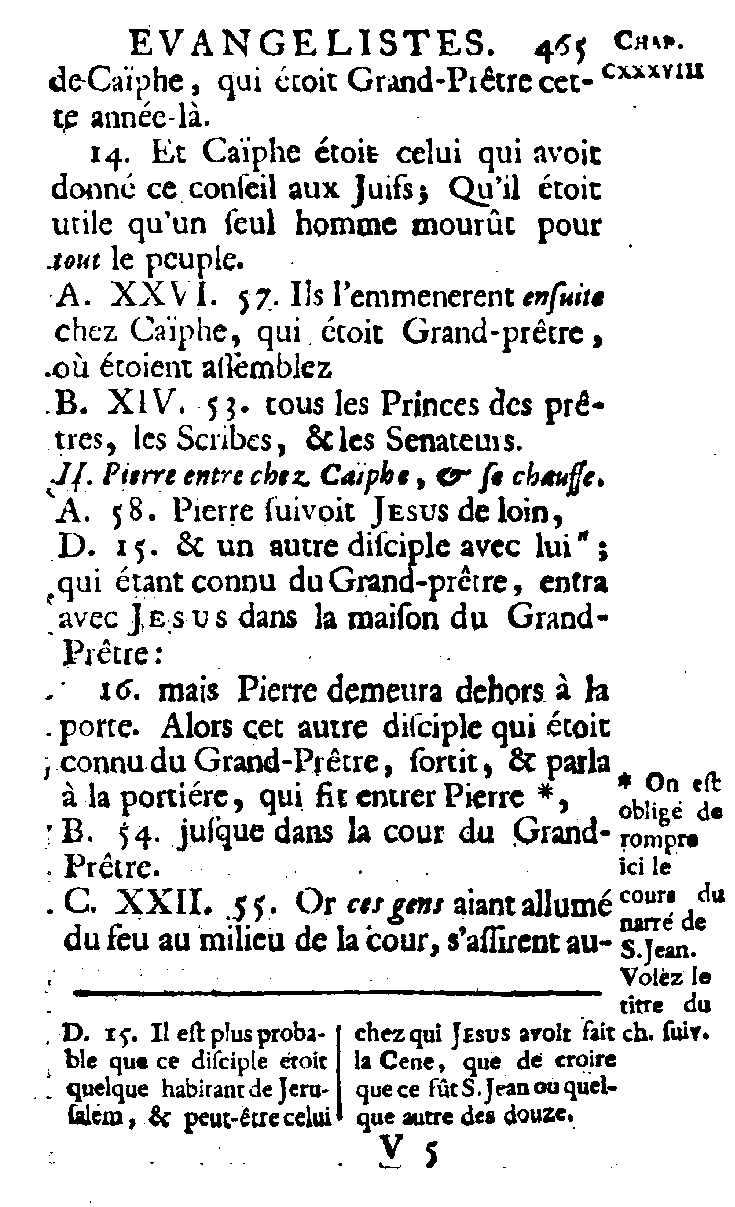 EVANGELISTES. 465 CHAP.
CXXXVIII
de Caïphe, qui étoit Grand-Prêtre cet-
te année-là.
14. Et Caïphe étoit celui qui avoit
donné ce conſeil aux Juifs; Qu'il étoit
utile qu'un ſeul homme mourût pour
tout le peuple.
A. XXVI. 57. Ils l'emmenerent enſuite
chez Caïphe, qui étoit Grand-prêtre,
où étoient aſſemblez
B. XIV. 53. tous les Princes des prê-
tres, les Scribes, & les Senateurs.
II. Pierre entre chez Caïphe, & ſe chauffe.
A. 58. Pierre ſuivoit JESUS de loin,
D. 15. & un autre diſciple avec lui";
qui étant connu du Grand-prêtre, entra
avec JESUS dans la maiſon du Grand-
Prêtre:
16. mais Pierre demeura dehors à la
porte. Alors cet autre diſciple qui étoit
connu du Grand-Prêtre, ſortit, & parla
à la portiére, qui fit entrer Pierre *,
B. 54. juſque dans la cour du Grand-
Prêtre.
C. XXII. 55. Or ces gens aiant allumé
du feu au milieu de la cour, s'aſſirent au-
* On eſt
obligé de
rompre
ici le
cours du
narré de
S. Jean.
Voïez le
titre du
ch. ſuiv.
D. 15. Il eſt plus proba-
ble que ce diſciple étoit
quelque habitant de Jeru-
ſalem, & peut-être celui
chez qui JESUS avoit fait
la Cene, que de croire
que ce fût S. Jean ou quel-
que autre des douze.
V 5